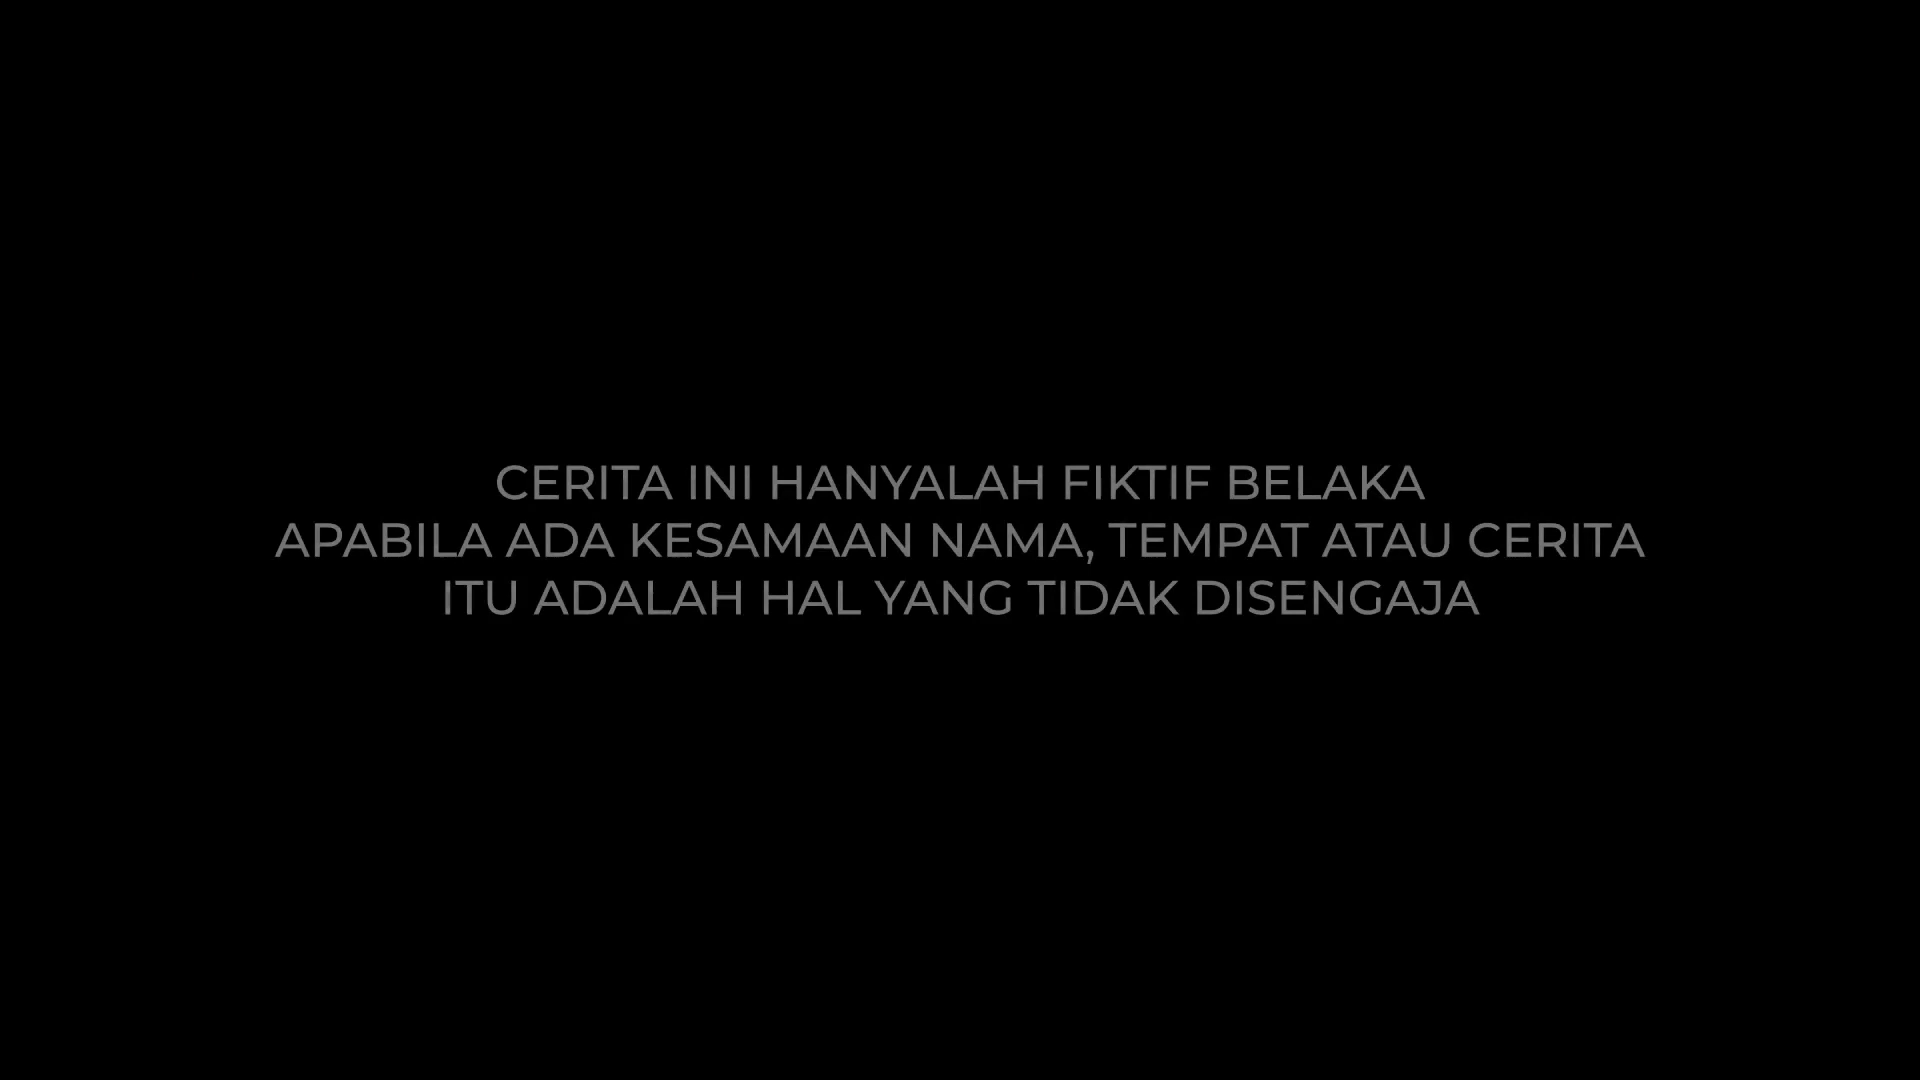 CERITA INI HANYALAH FIKTIF BELAKA
APABILA ADA KESAMAAN NAMA, TEMPAT ATAU CERITA
ITU ADALAH HAL YANG TIDAK DISENGAJA